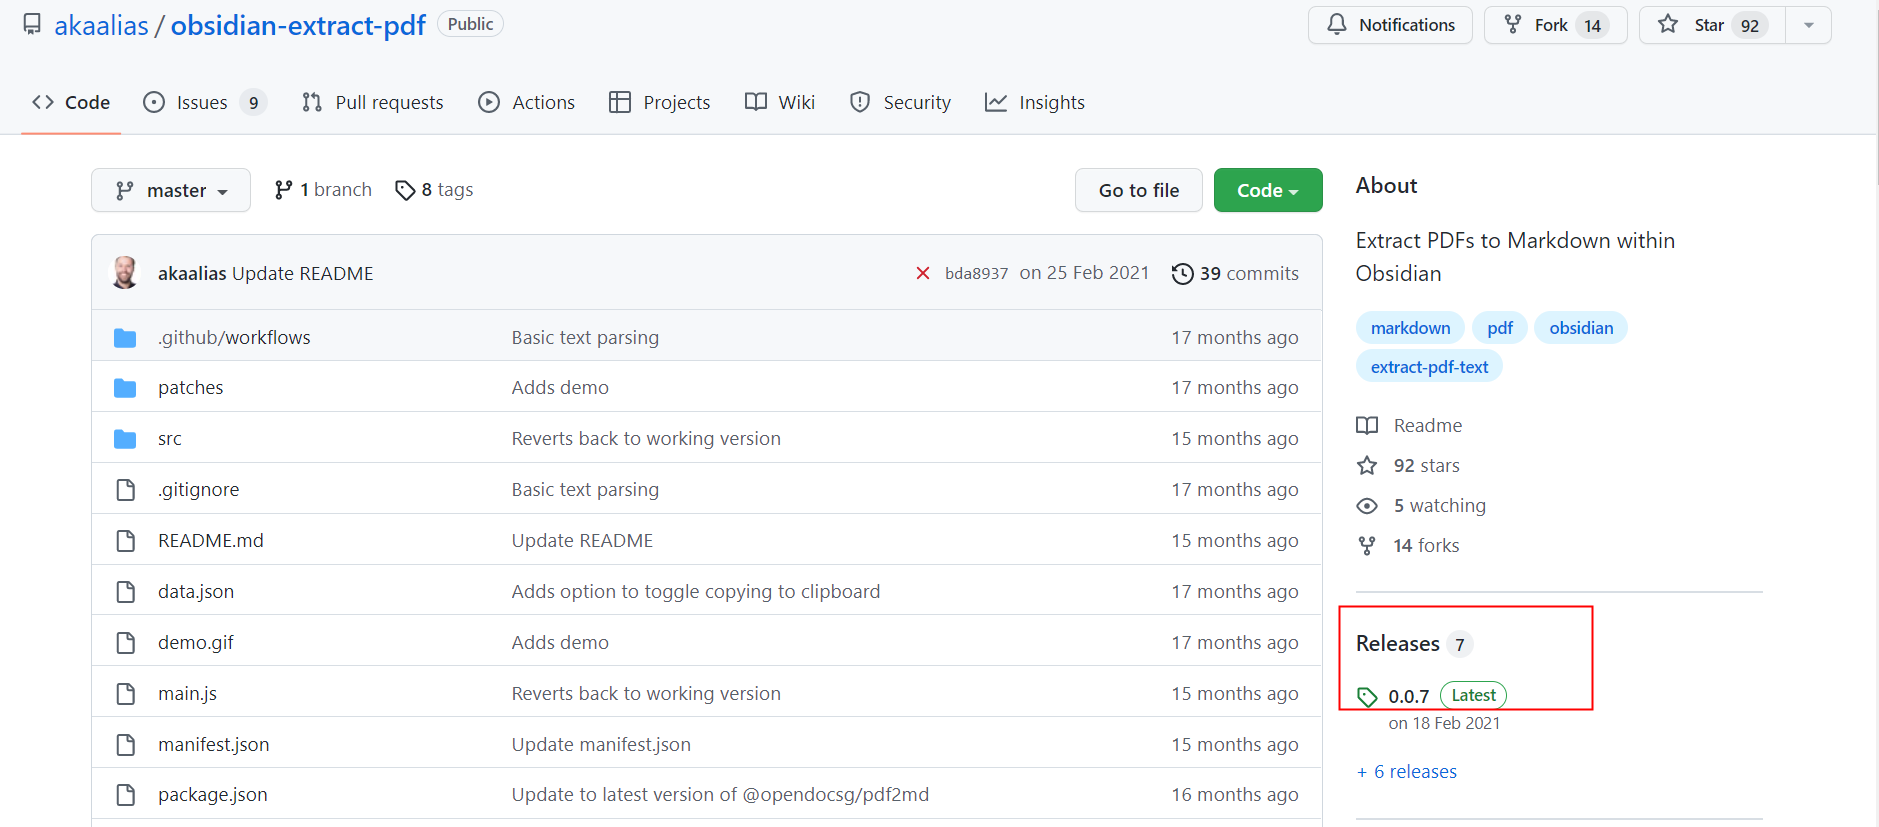 akaalias / obsidian-extract-pdf Public
Notifications Fork 14 Star 92
Code Issues 9 Pull requests Actions Projects Wiki Security Insights
master 1 branch 8 tags Go to file Code
akaalias Update README bda8937 on 25 Feb 2021 39 commits
.github/workflows Basic text parsing 17 months ago
patches Adds demo 17 months ago
src Reverts back to working version 15 months ago
.gitignore Basic text parsing 17 months ago
README.md Update README 15 months ago
data.json Adds option to toggle copying to clipboard 17 months ago
demo.gif Adds demo 17 months ago
main.js Reverts back to working version 15 months ago
manifest.json Update manifest.json 15 months ago
package.json Update to latest version of @opendocsg/pdf2md 16 months ago
About
Extract PDFs to Markdown within
Obsidian
markdown pdf obsidian
extract-pdf-text
Readme
92 stars
5 watching
14 forks
Releases 7
0.0.7 Latest
on 18 Feb 2021
+ 6 releases